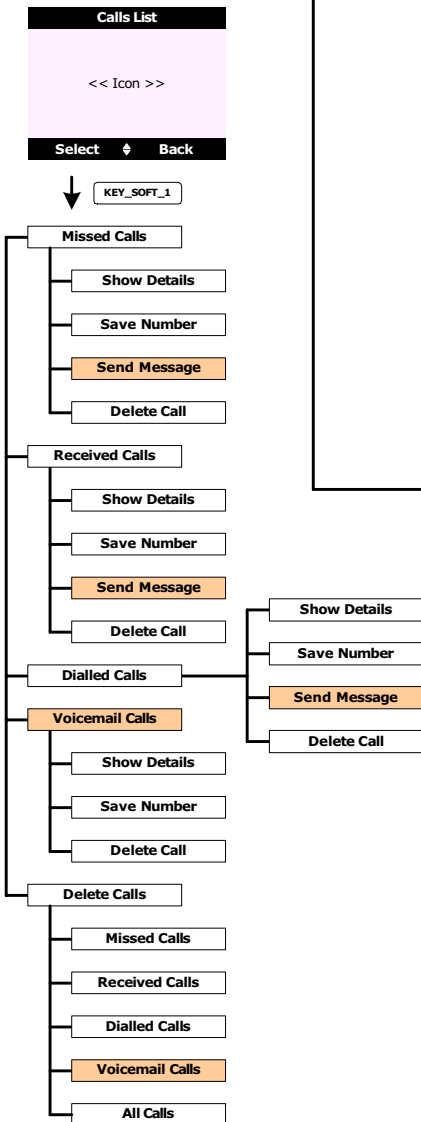 Calls List
<< Icon >>
Select Back
KEY_SOFT_1
Missed Calls
Show Details
Save Number
Send Message
Delete Call
Received Calls
Show Details
Save Number
Send Message
Delete Call
Dialled Calls
Show Details
Save Number
Send Message
Delete Call
Voicemail Calls
Show Details
Save Number
Delete Call
Delete Calls
Missed Calls
Received Calls
Dialled Calls
Voicemail Calls
All Calls